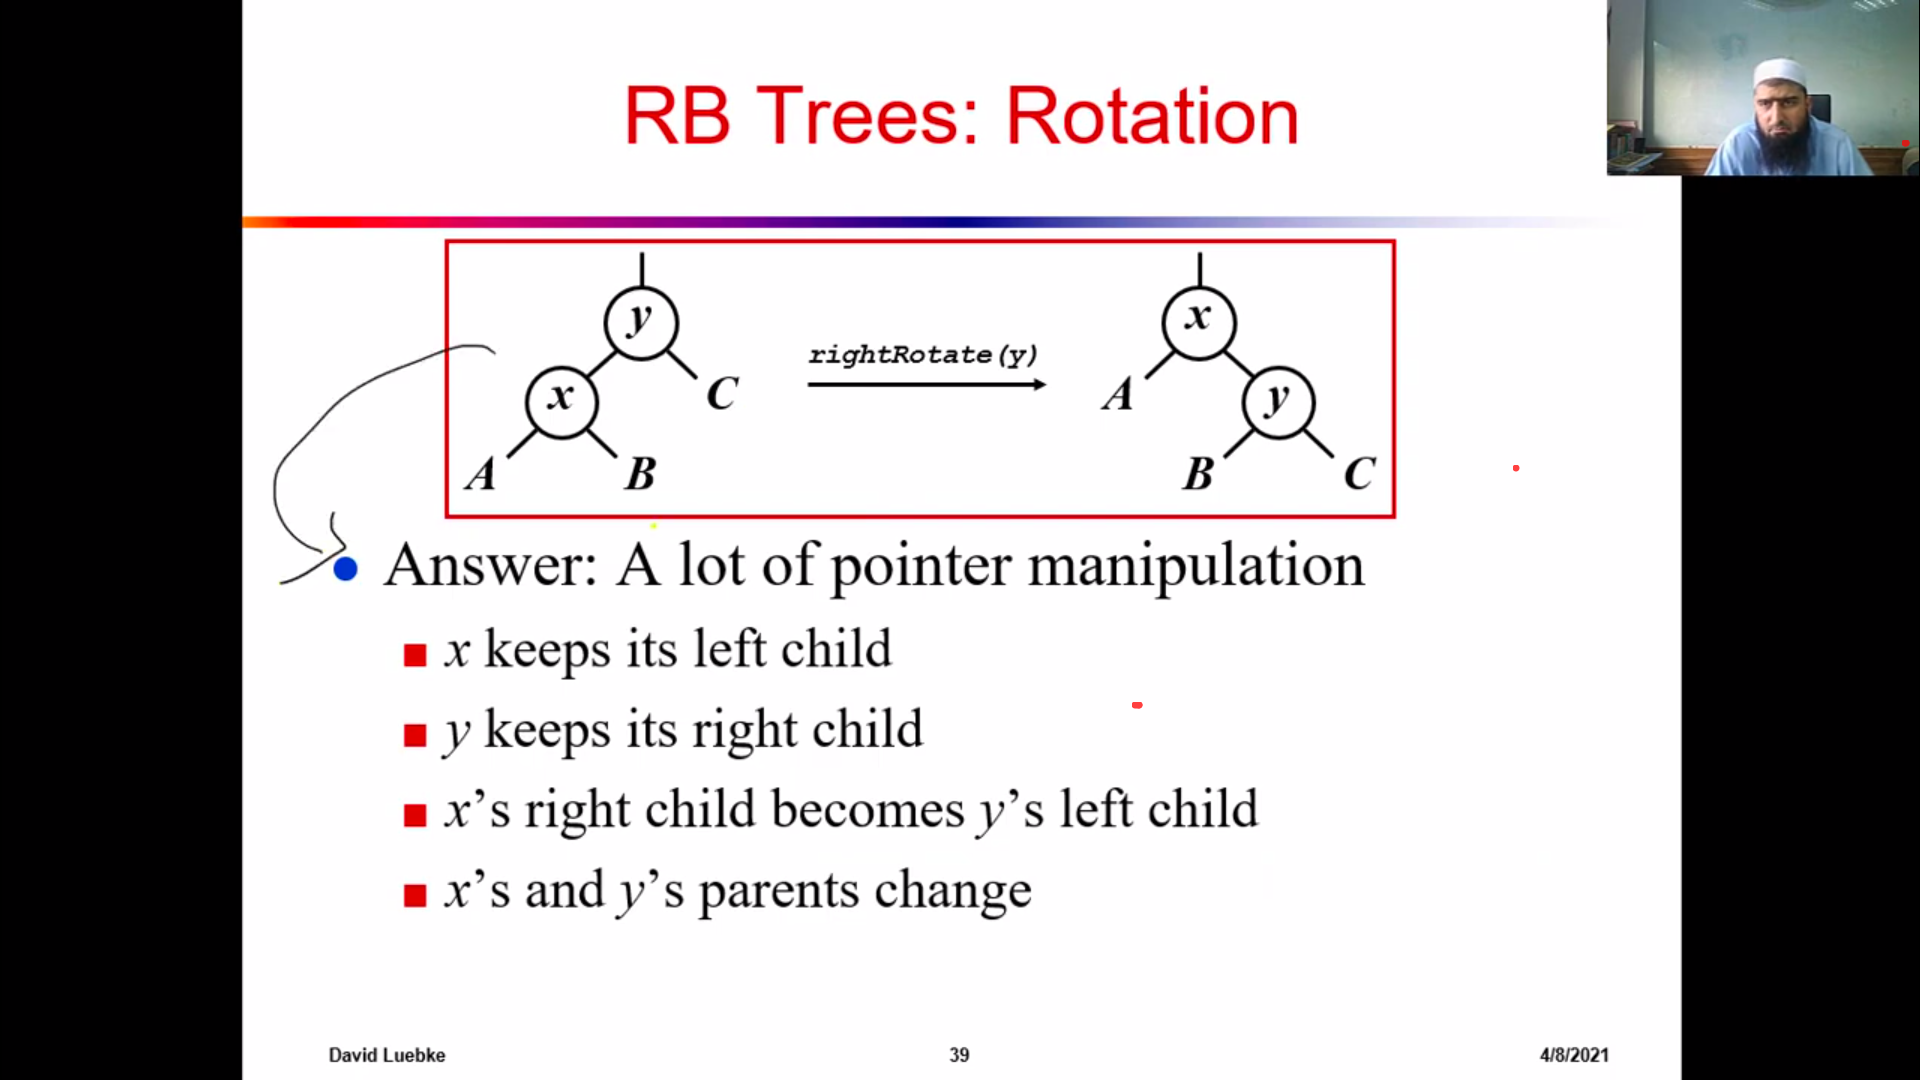 RB Trees: Rotation
y
x
rightRotate(y)
x
C
A
y
A
B
B
C
• Answer: A lot of pointer manipulation
■ x keeps its left child
■ y keeps its right child
■ x’s right child becomes y’s left child
■ x’s and y’s parents change
David Luebke
39
4/8/2021